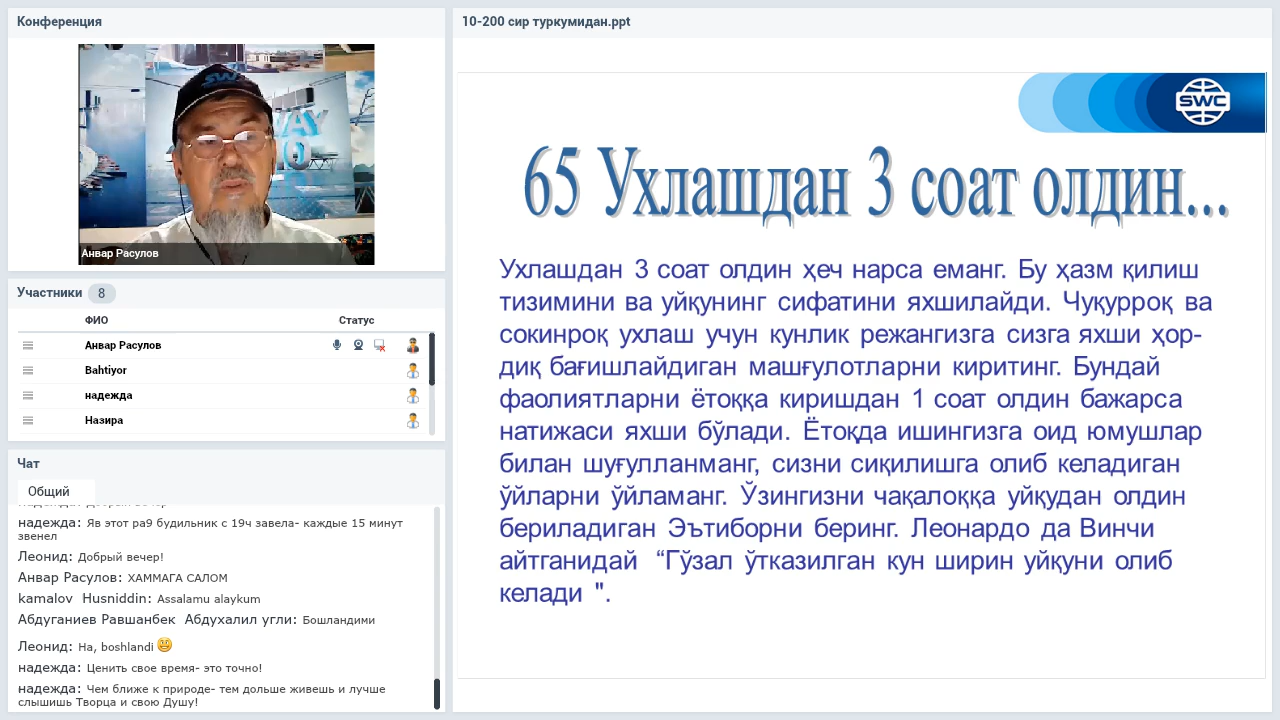 Конференция
SWC
WAY
Анвар Расулов
Участники 8
ФИО Статус
Анвар Расулов
Bahtiyor
надежда
Назира
Чат
Общий
надежда: Яв этот ра9 будильник с 19ч завела- каждые 15 минут
звенел
Леонид: Добрый вечер!
Анвар Расулов: ХАММАГА САЛОМ
kamalov Husniddin: Assalamu alaykum
Абдуганиев Равшанбек Абдухалил угли: Бошландими
Леонид: На, boshlandi
надежда: Ценить свое время- это точно!
надежда: Чем ближе к природе- тем дольше живешь и лучше
слышишь Творца и свою Душу!
10-200 сир туркумидан.ppt
SWC
65 Ухлашдан 3 соат олдин...
Ухлашдан 3 соат олдин ҳеч нарса еманг. Бу ҳазм қилиш
тизимини ва уйқунинг сифатини яхшилайди. Чуқурроқ ва
сокинроқ ухлаш учун кунлик режангизга сизга яхши ҳор-
диқ бағишлайдиган машғулотларни киритинг. Бундай
фаолиятларни ётоққа киришдан 1 соат олдин бажарса
натижаси яхши бўлади. Ётоқда ишингизга оид юмушлар
билан шуғулланманг, сизни сиқилишга олиб келадиган
ўйларни ўйламанг. Ўзингизни чақалоққа уйқудан олдин
бериладиган Эътиборни беринг. Леонардо да Винчи
айтганидай “Гўзал ўтказилган кун ширин уйқуни олиб
келади ".